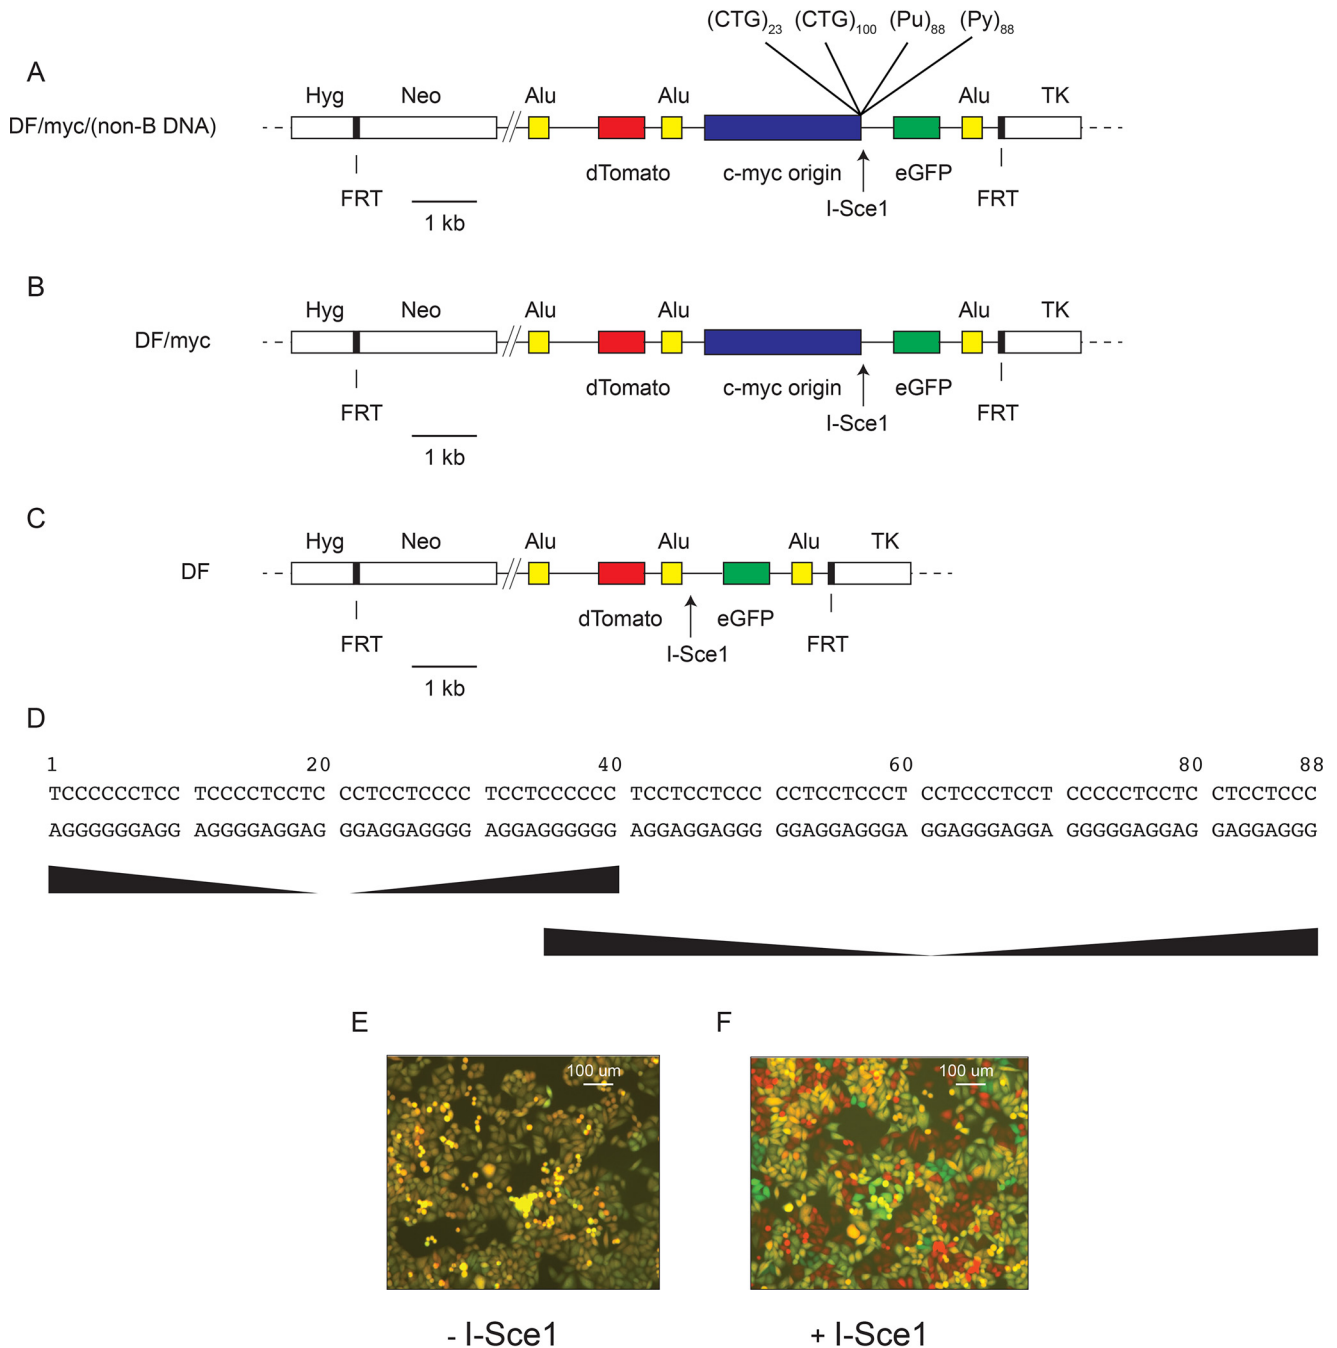 (CTG)23 (CTG)100 (Pu)88 (Py)88
A
Hyg Neo Alu Alu Alu TK
DF/myc/(non-B DNA)
dTomato c-myc origin eGFP
FRT I-Sce1 FRT
1 kb
B
Hyg Neo Alu Alu Alu TK
DF/myc
dTomato c-myc origin eGFP
FRT I-Sce1 FRT
1 kb
C
Hyg Neo Alu Alu Alu TK
DF
dTomato eGFP
FRT I-Sce1 FRT
1 kb
D
1 20 40 60 80 88
TCCCCCCTCC TCCCCTCCTC CCTCCTCCCC TCCTCCCCCC TCCTCCTCCC CCTCCTCCCT CCTCCCTCCT CCCCCTCCTC CTCCTCCC
AGGGGGGAGG AGGGGAGGAG GGAGGAGGGG AGGAGGGGGG AGGAGGAGGG GGAGGAGGGA GGAGGGAGGA GGGGGAGGAG GAGGAGGG
E F
100 um 100 um
- I-Sce1 + I-Sce1